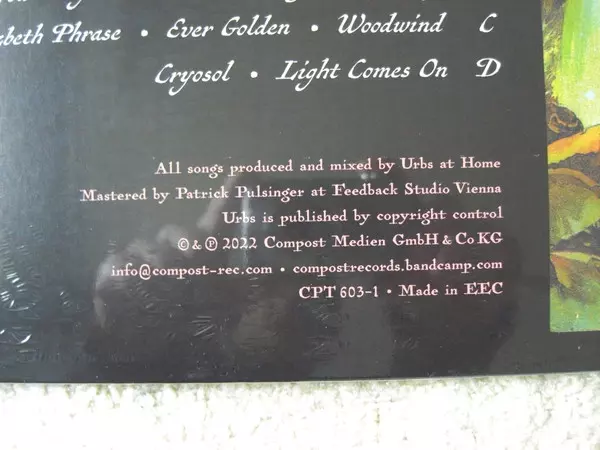 Phrase • Ever Golden • Woodwind C
Cryosol • Light Comes On D
All songs produced and mixed by Urbs at Home
Mastered by Patrick Pulsinger at Feedback Studio Vienna
Urbs is published by copyright control
© & ℗ 2022 Compost Medien GmbH & Co KG
info@compost-rec.com • compostrecords.bandcamp.com
CPT 603-1 • Made in EEC